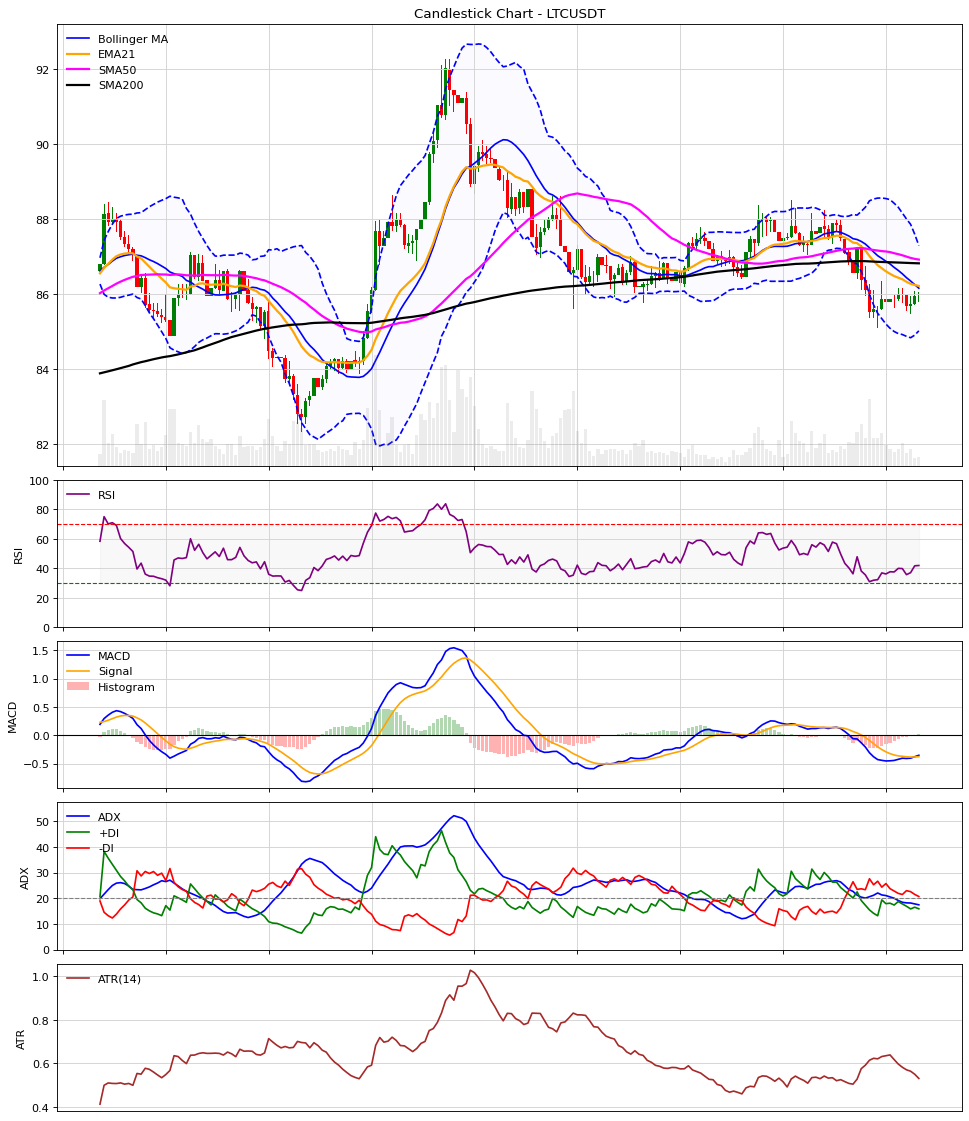 Candlestick Chart - LTCUSDT
Bollinger MA
EMA21
SMA50
SMA200
92
90
88
86
84
82
RSI
100
80
60
40
20
0
RSI
MACD
Signal
Histogram
1.5
1.0
0.5
0.0
−0.5
MACD
ADX
+DI
-DI
50
40
30
20
10
0
ADX
ATR(14)
1.0
0.8
0.6
0.4
ATR